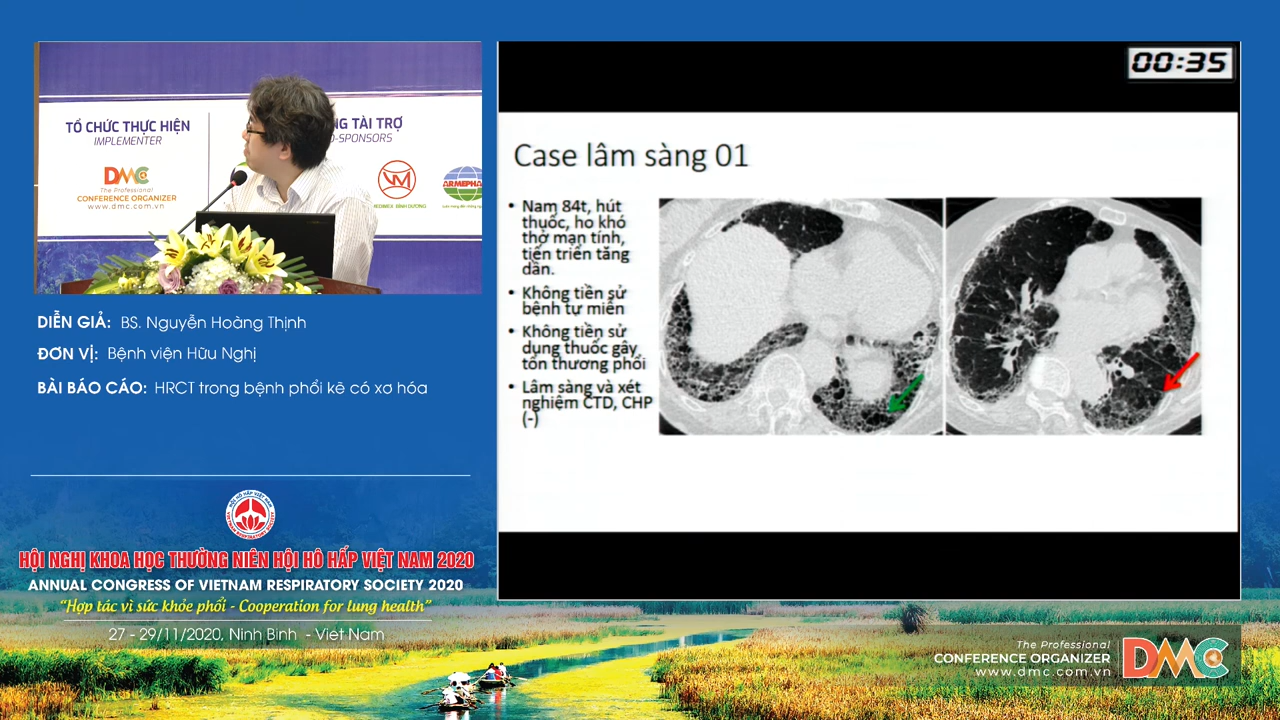 00:35
TỔ CHỨC THỰC HIỆN
IMPLEMENTER
DMC
The Professional
CONFERENCE ORGANIZER
www.dmc.com.vn
NG TÀI TRỢ
O-SPONSORS
ARMEPHA
DIỄN GIẢ: BS. Nguyễn Hoàng Thịnh
ĐƠN VỊ: Bệnh viện Hữu Nghị
BÀI BÁO CÁO: HRCT trong bệnh phổi kẽ có xơ hóa
Case lâm sàng 01
• Nam 84t, hút
thuốc, ho khó
thở mạn tính,
tiến triển tăng
dần.
• Không tiền sử
bệnh tự miễn
• Không tiền sử
dụng thuốc gây
tổn thương phổi
• Lâm sàng và xét
nghiệm CTD, CHP
(-)
HỘI NGHỊ KHOA HỌC THƯỜNG NIÊN HỘI HÔ HẤP VIỆT NAM 2020
ANNUAL CONGRESS OF VIETNAM RESPIRATORY SOCIETY 2020
“Hợp tác vì sức khỏe phổi - Cooperation for lung health”
27 - 29/11/2020, Ninh Bình - Viet Nam
The Professional
CONFERENCE ORGANIZER
www.dmc.com.vn
DMC